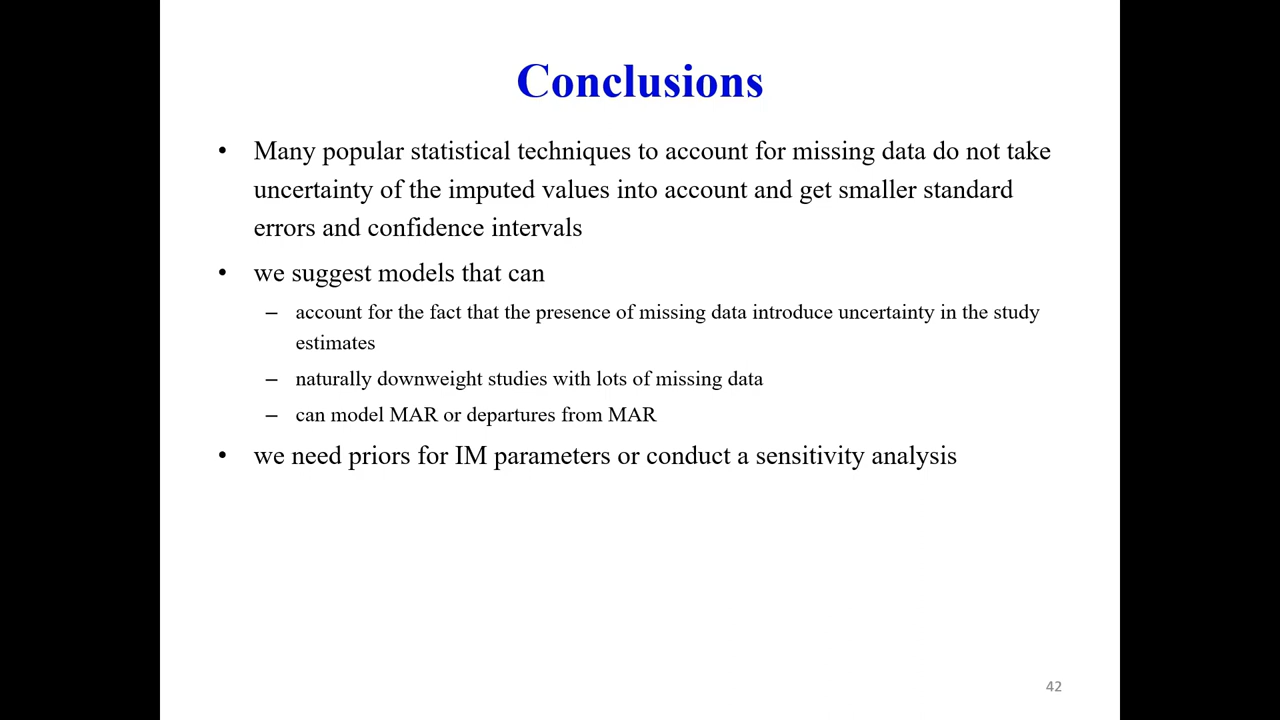 Conclusions
• Many popular statistical techniques to account for missing data do not take
uncertainty of the imputed values into account and get smaller standard
errors and confidence intervals
• we suggest models that can
– account for the fact that the presence of missing data introduce uncertainty in the study
estimates
– naturally downweight studies with lots of missing data
– can model MAR or departures from MAR
• we need priors for IM parameters or conduct a sensitivity analysis
42